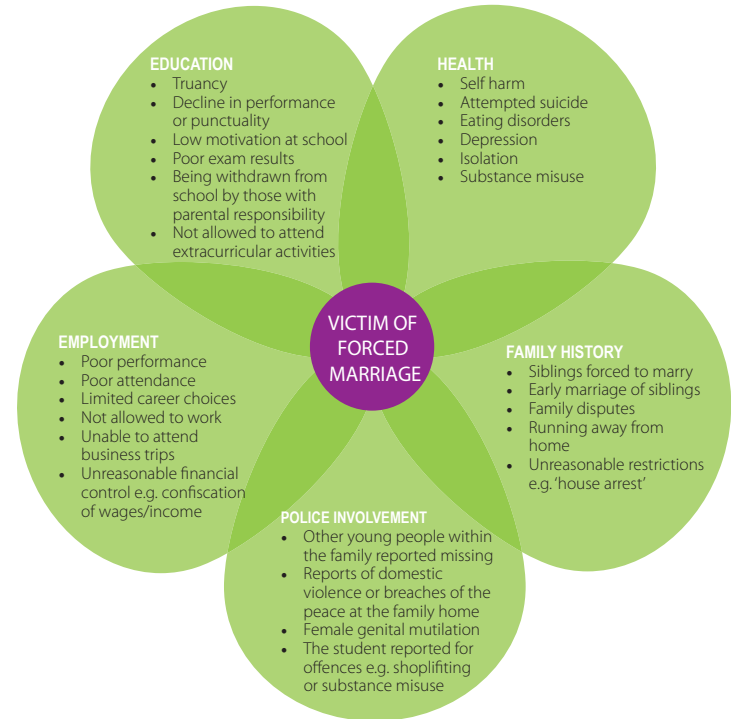 EDUCATION
• Truancy
• Decline in performance
or punctuality
• Low motivation at school
• Poor exam results
• Being withdrawn from
school by those with
parental responsibility
• Not allowed to attend
extracurricular activities
HEALTH
• Self harm
• Attempted suicide
• Eating disorders
• Depression
• Isolation
• Substance misuse
VICTIM OF
FORCED
MARRIAGE
EMPLOYMENT
• Poor performance
• Poor attendance
• Limited career choices
• Not allowed to work
• Unable to attend
business trips
• Unreasonable financial
control e.g. confiscation
of wages/income
FAMILY HISTORY
• Siblings forced to marry
• Early marriage of siblings
• Family disputes
• Running away from
home
• Unreasonable restrictions
e.g. ‘house arrest’
POLICE INVOLVEMENT
• Other young people within
the family reported missing
• Reports of domestic
violence or breaches of the
peace at the family home
• Female genital mutilation
• The student reported for
offences e.g. shoplifiting
or substance misuse